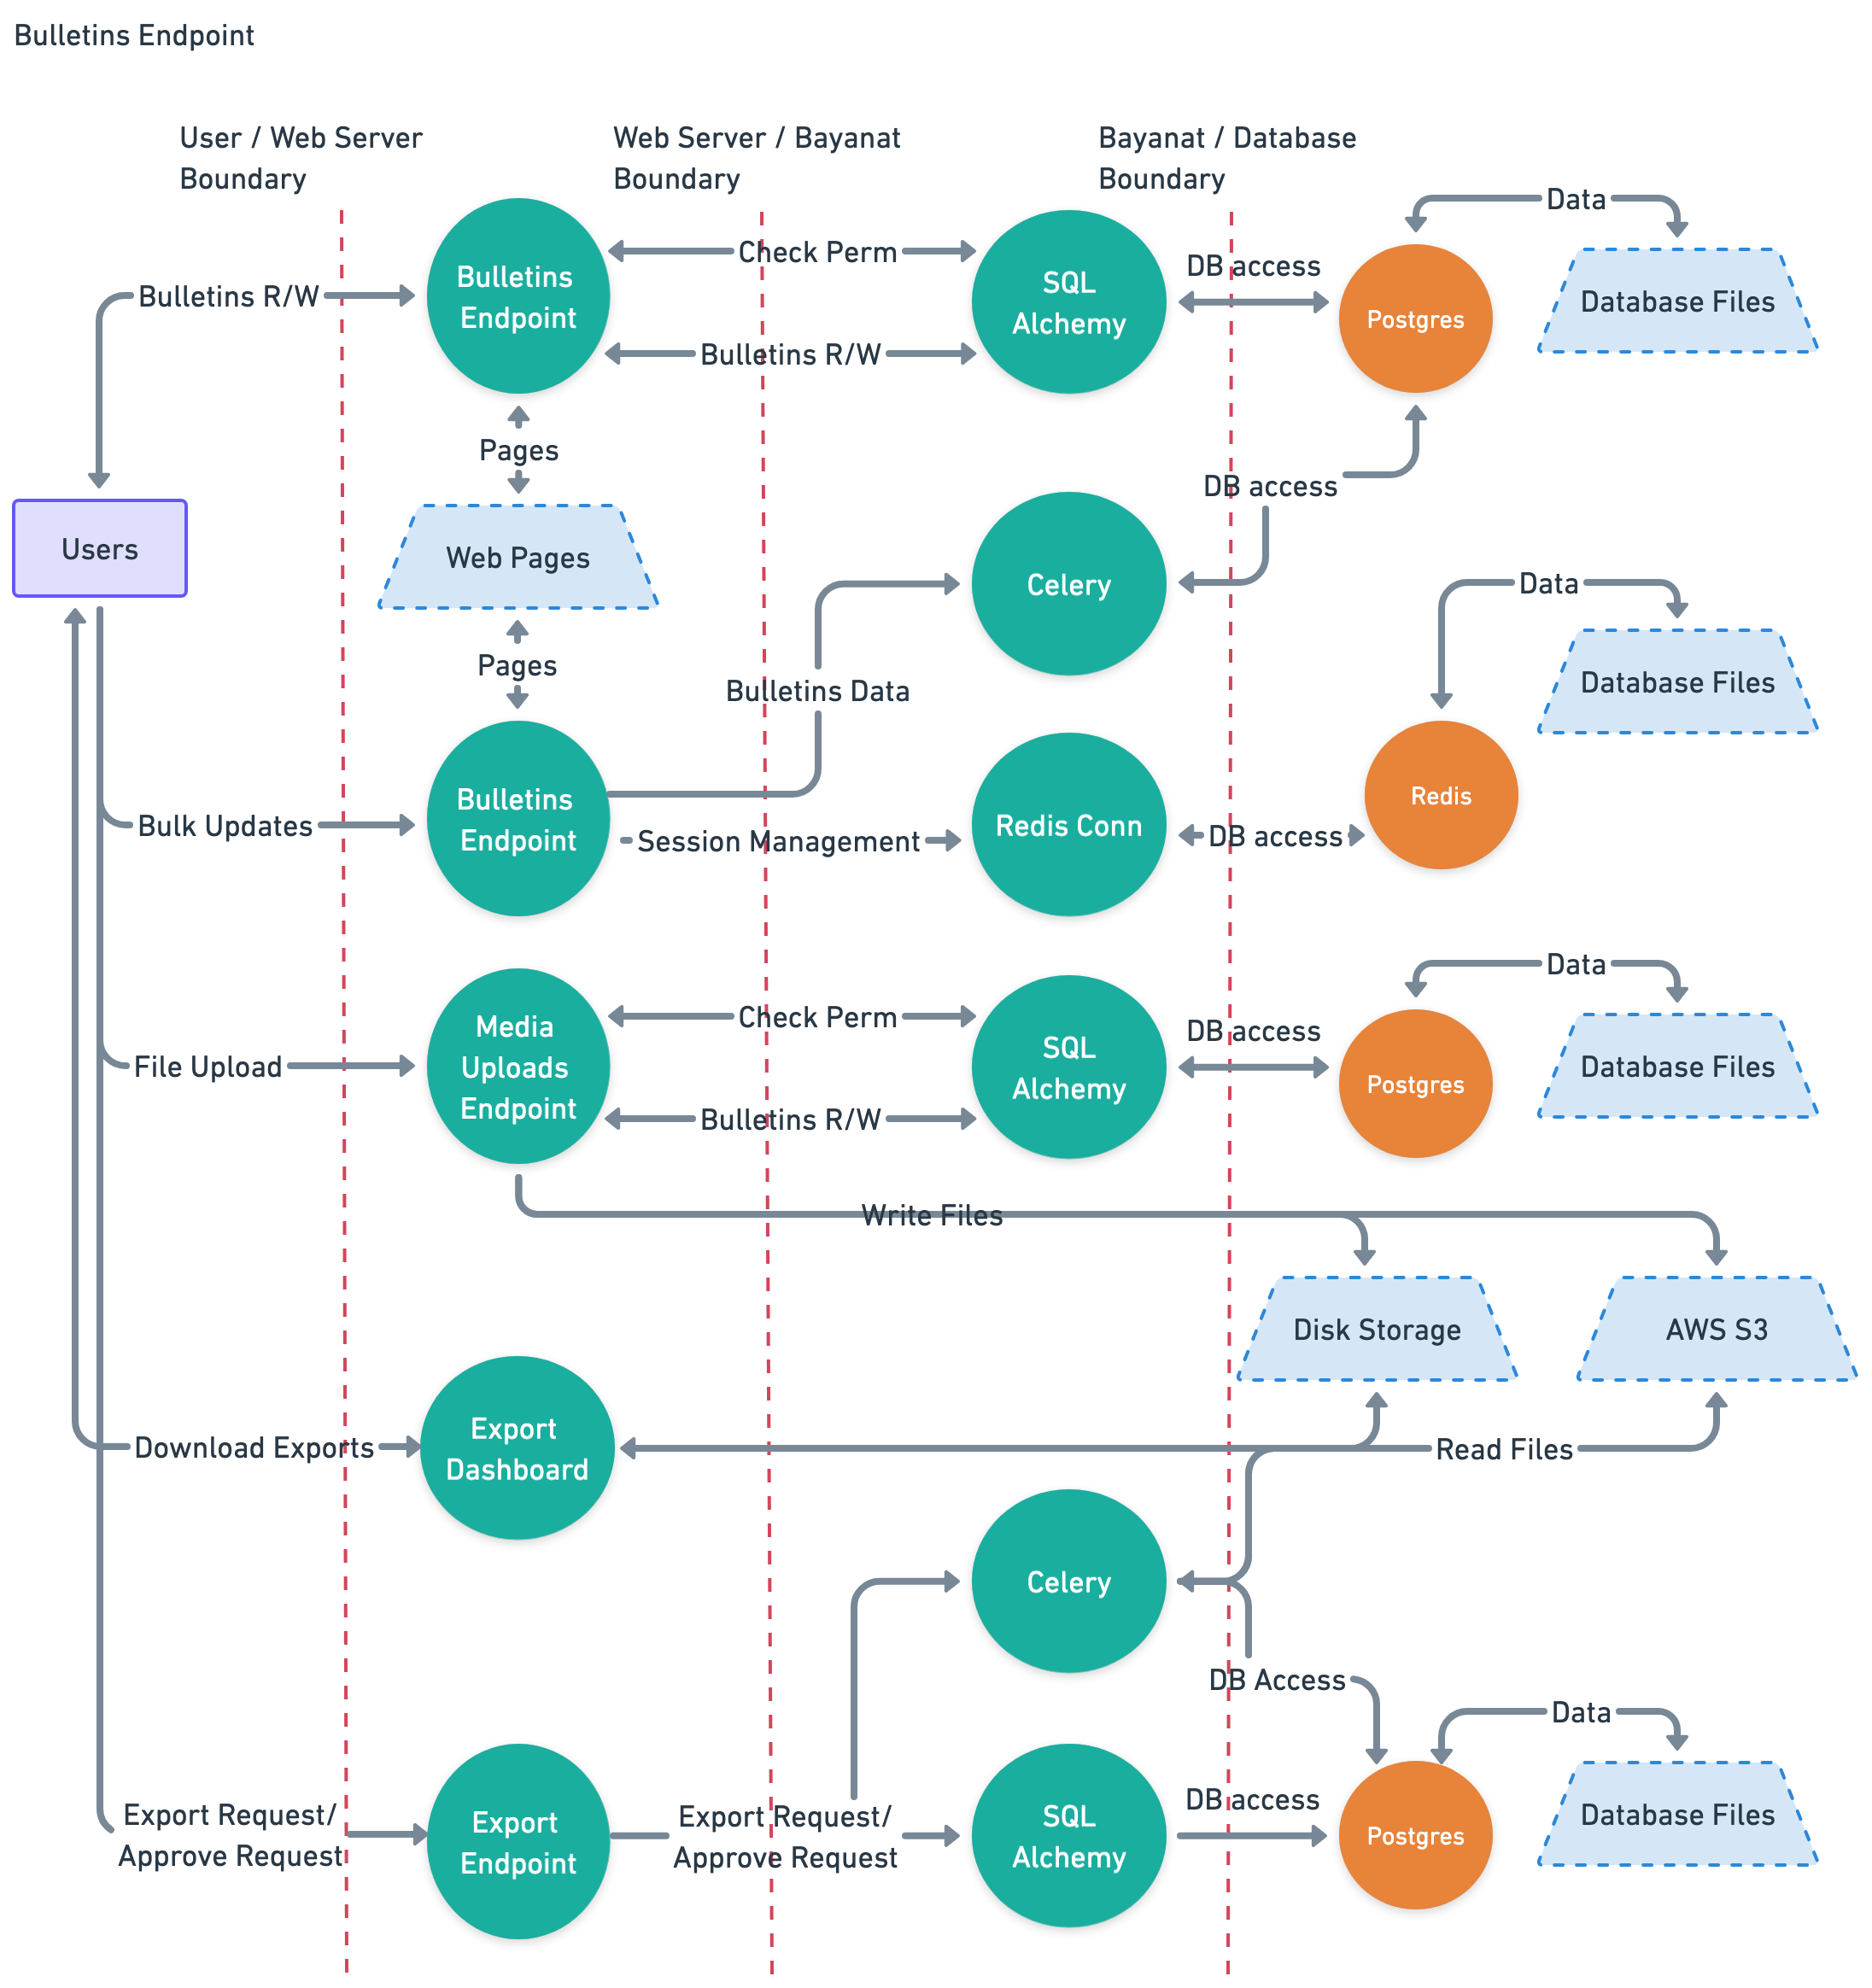 Bulletins Endpoint
User / Web Server
Boundary
Web Server / Bayanat
Boundary
Bayanat / Database
Boundary
Data
Bulletins
Endpoint
Check Perm
SQL
Alchemy
DB access
Postgres
Database Files
Bulletins R/W
Bulletins R/W
Pages
DB access
Users
Web Pages
Celery
Data
Pages
Bulletins Data
Database Files
Bulletins
Endpoint
Bulk Updates
Session Management
Redis Conn
DB access
Redis
Data
Media
Uploads
Endpoint
File Upload
Check Perm
SQL
Alchemy
DB access
Postgres
Database Files
Bulletins R/W
Write Files
Disk Storage
AWS S3
Export
Dashboard
Download Exports
Read Files
Celery
DB Access
Data
Export Request/
Approve Request
Export
Endpoint
Export Request/
Approve Request
SQL
Alchemy
DB access
Postgres
Database Files